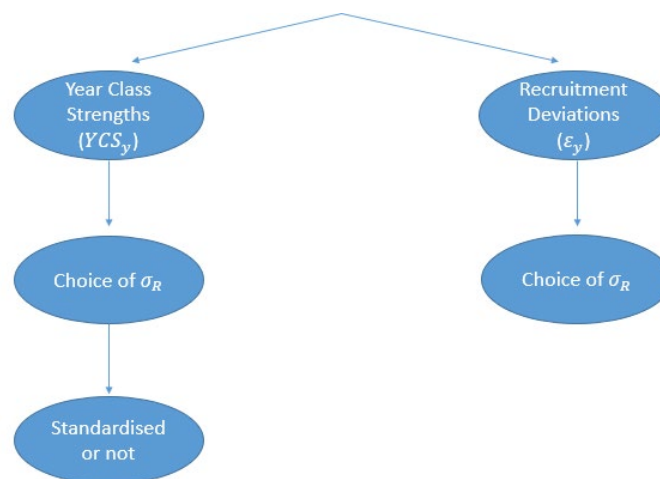 Year Class
Strengths
(YCS_y)
Recruitment
Deviations
(ε_y)
Choice of σ_R
Choice of σ_R
Standardised
or not